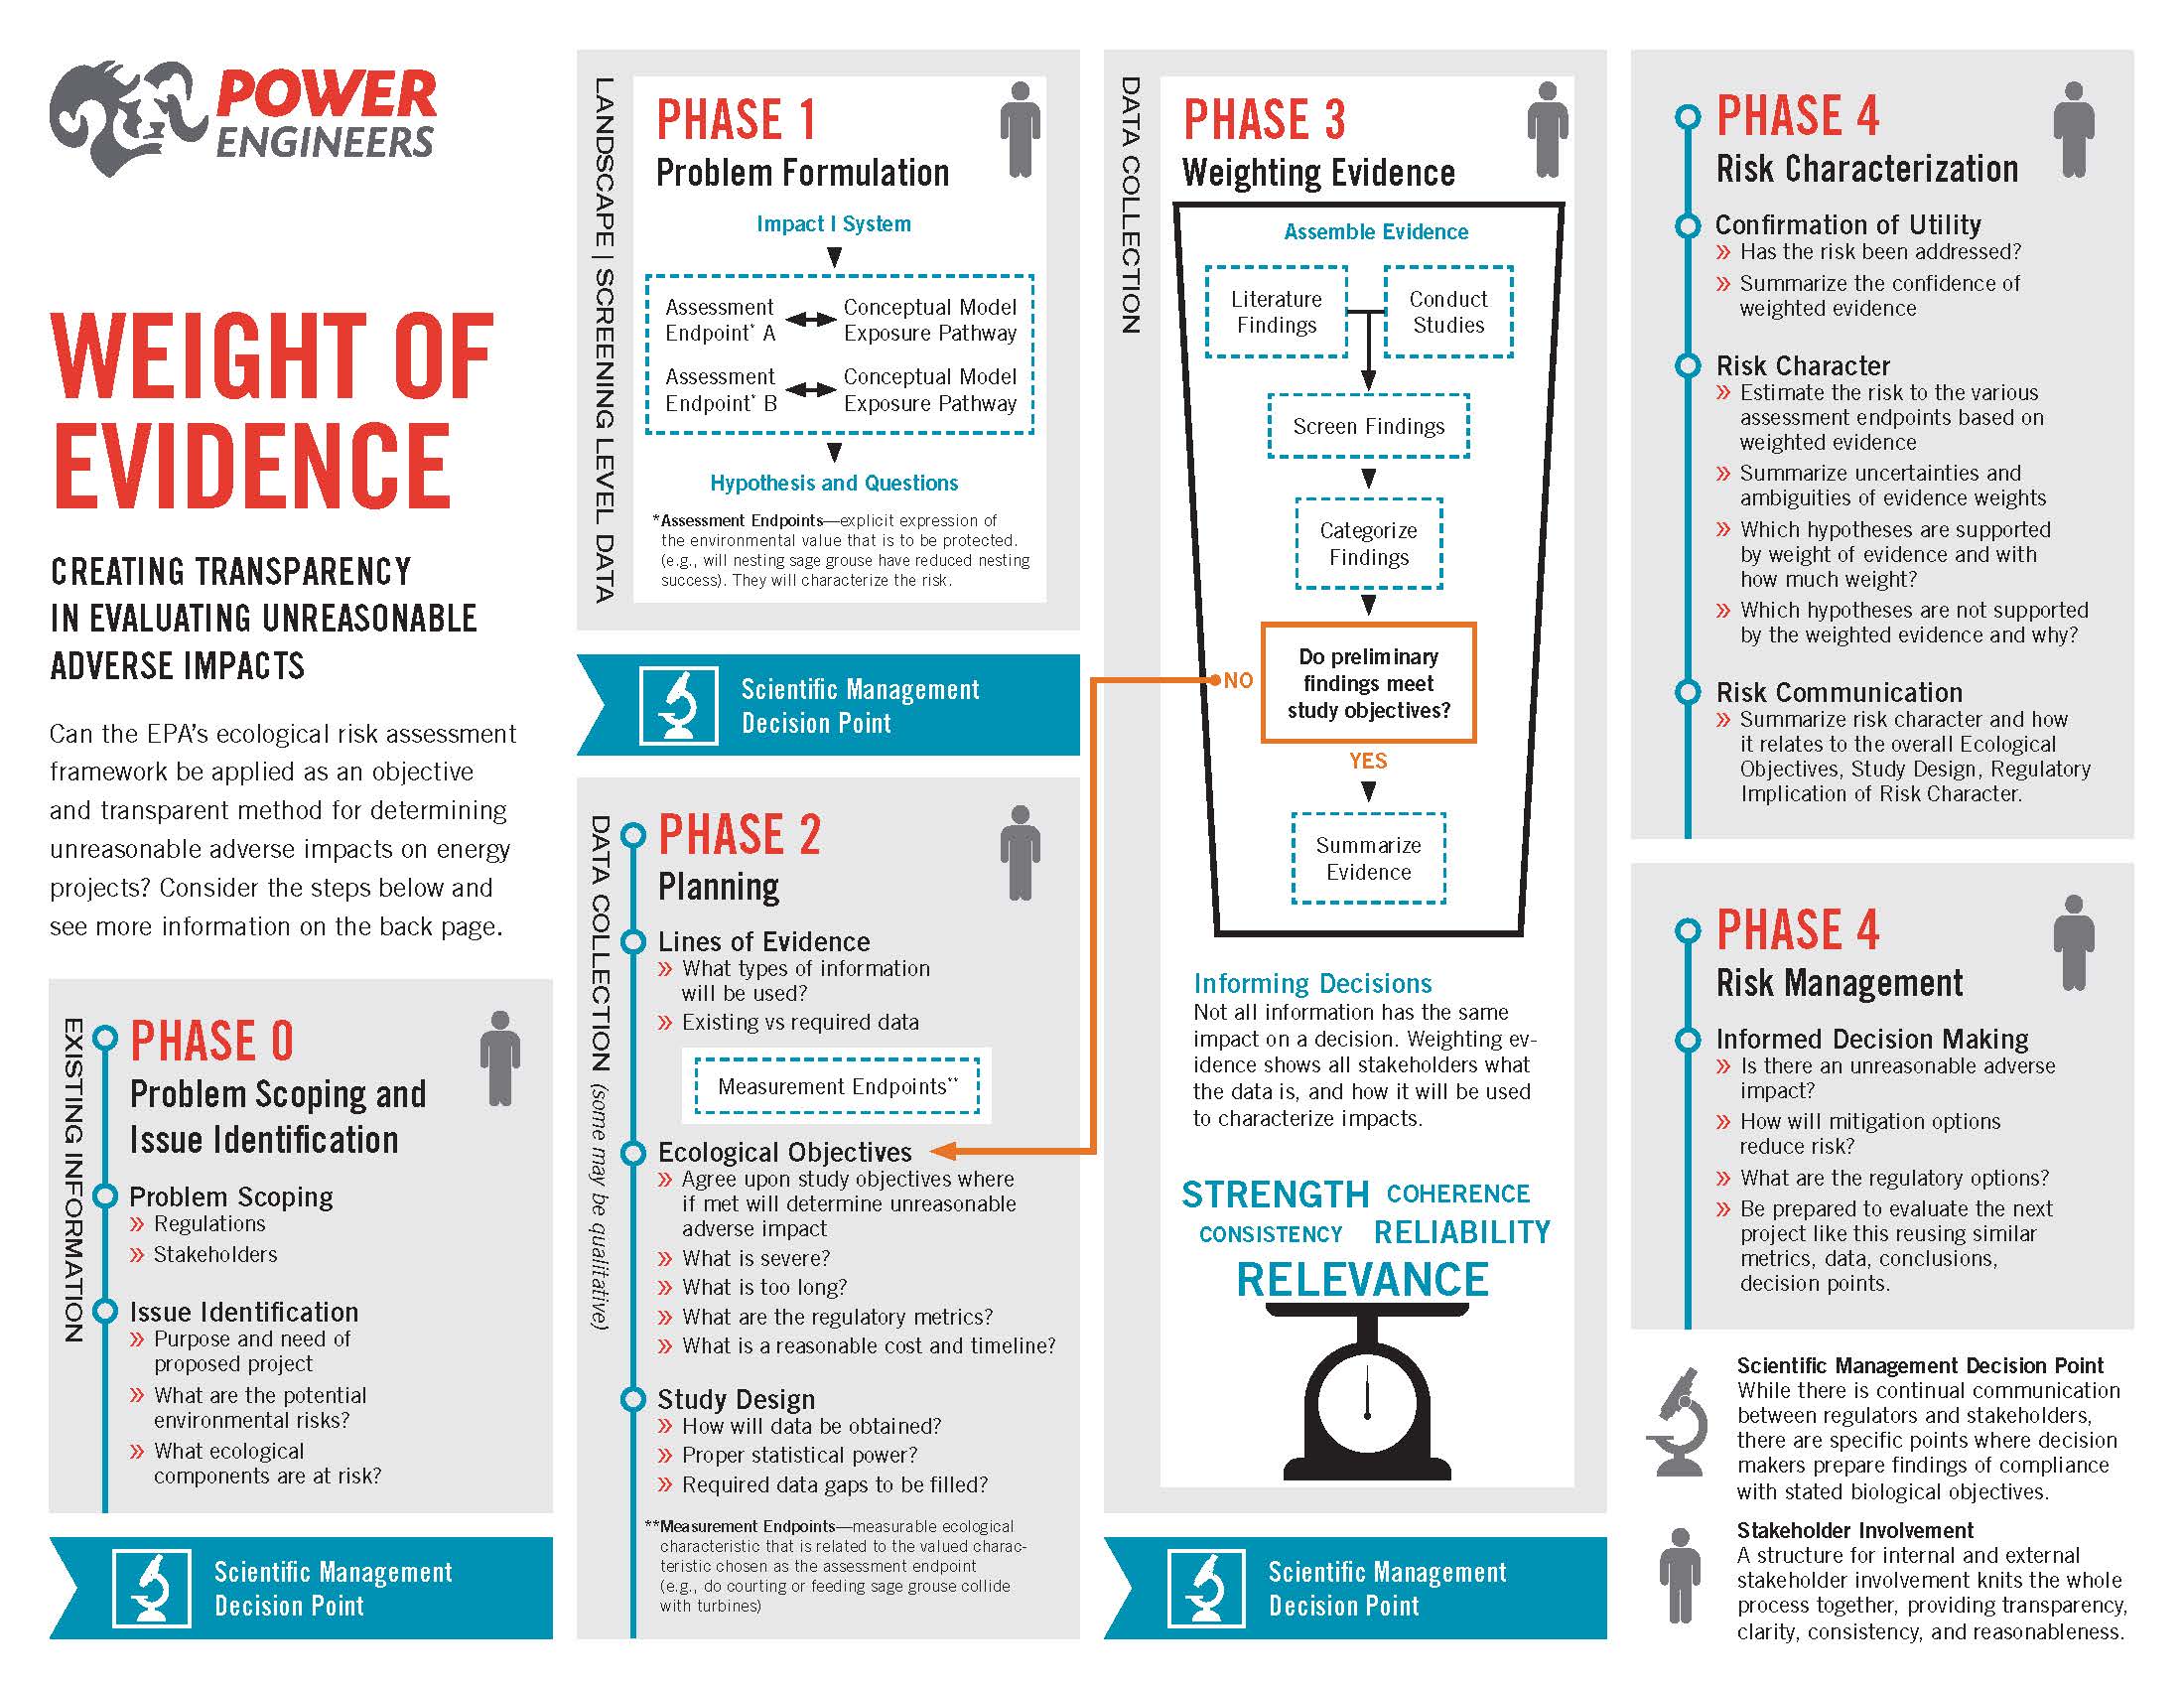 POWER
ENGINEERS
WEIGHT OF
EVIDENCE
CREATING TRANSPARENCY
IN EVALUATING UNREASONABLE
ADVERSE IMPACTS
Can the EPA’s ecological risk assessment
framework be applied as an objective
and transparent method for determining
unreasonable adverse impacts on energy
projects? Consider the steps below and
see more information on the back page.
EXISTING INFORMATION
PHASE 0
Problem Scoping and
Issue Identification
Problem Scoping
» Regulations
» Stakeholders
Issue Identification
» Purpose and need of
proposed project
» What are the potential
environmental risks?
» What ecological
components are at risk?
Scientific Management
Decision Point
LANDSCAPE | SCREENING LEVEL DATA
PHASE 1
Problem Formulation
Impact I System
Assessment
Endpoint* A
Conceptual Model
Exposure Pathway
Assessment
Endpoint* B
Conceptual Model
Exposure Pathway
Hypothesis and Questions
*Assessment Endpoints—explicit expression of
the environmental value that is to be protected.
(e.g., will nesting sage grouse have reduced nesting
success). They will characterize the risk.
Scientific Management
Decision Point
DATA COLLECTION (some may be qualitative)
PHASE 2
Planning
Lines of Evidence
» What types of information
will be used?
» Existing vs required data
Measurement Endpoints**
Ecological Objectives
» Agree upon study objectives where
if met will determine unreasonable
adverse impact
» What is severe?
» What is too long?
» What are the regulatory metrics?
» What is a reasonable cost and timeline?
Study Design
» How will data be obtained?
» Proper statistical power?
» Required data gaps to be filled?
**Measurement Endpoints—measurable ecological
characteristic that is related to the valued charac-
teristic chosen as the assessment endpoint
(e.g., do courting or feeding sage grouse collide
with turbines)
DATA COLLECTION
PHASE 3
Weighting Evidence
Assemble Evidence
Literature
Findings
Conduct
Studies
Screen Findings
Categorize
Findings
Do preliminary
findings meet
study objectives?
NO
YES
Summarize
Evidence
Informing Decisions
Not all information has the same
impact on a decision. Weighting ev-
idence shows all stakeholders what
the data is, and how it will be used
to characterize impacts.
STRENGTH COHERENCE
CONSISTENCY RELIABILITY
RELEVANCE
Scientific Management
Decision Point
PHASE 4
Risk Characterization
Confirmation of Utility
» Has the risk been addressed?
» Summarize the confidence of
weighted evidence
Risk Character
» Estimate the risk to the various
assessment endpoints based on
weighted evidence
» Summarize uncertainties and
ambiguities of evidence weights
» Which hypotheses are supported
by weight of evidence and with
how much weight?
» Which hypotheses are not supported
by the weighted evidence and why?
Risk Communication
» Summarize risk character and how
it relates to the overall Ecological
Objectives, Study Design, Regulatory
Implication of Risk Character.
PHASE 4
Risk Management
Informed Decision Making
» Is there an unreasonable adverse
impact?
» How will mitigation options
reduce risk?
» What are the regulatory options?
» Be prepared to evaluate the next
project like this reusing similar
metrics, data, conclusions,
decision points.
Scientific Management Decision Point
While there is continual communication
between regulators and stakeholders,
there are specific points where decision
makers prepare findings of compliance
with stated biological objectives.
Stakeholder Involvement
A structure for internal and external
stakeholder involvement knits the whole
process together, providing transparency,
clarity, consistency, and reasonableness.